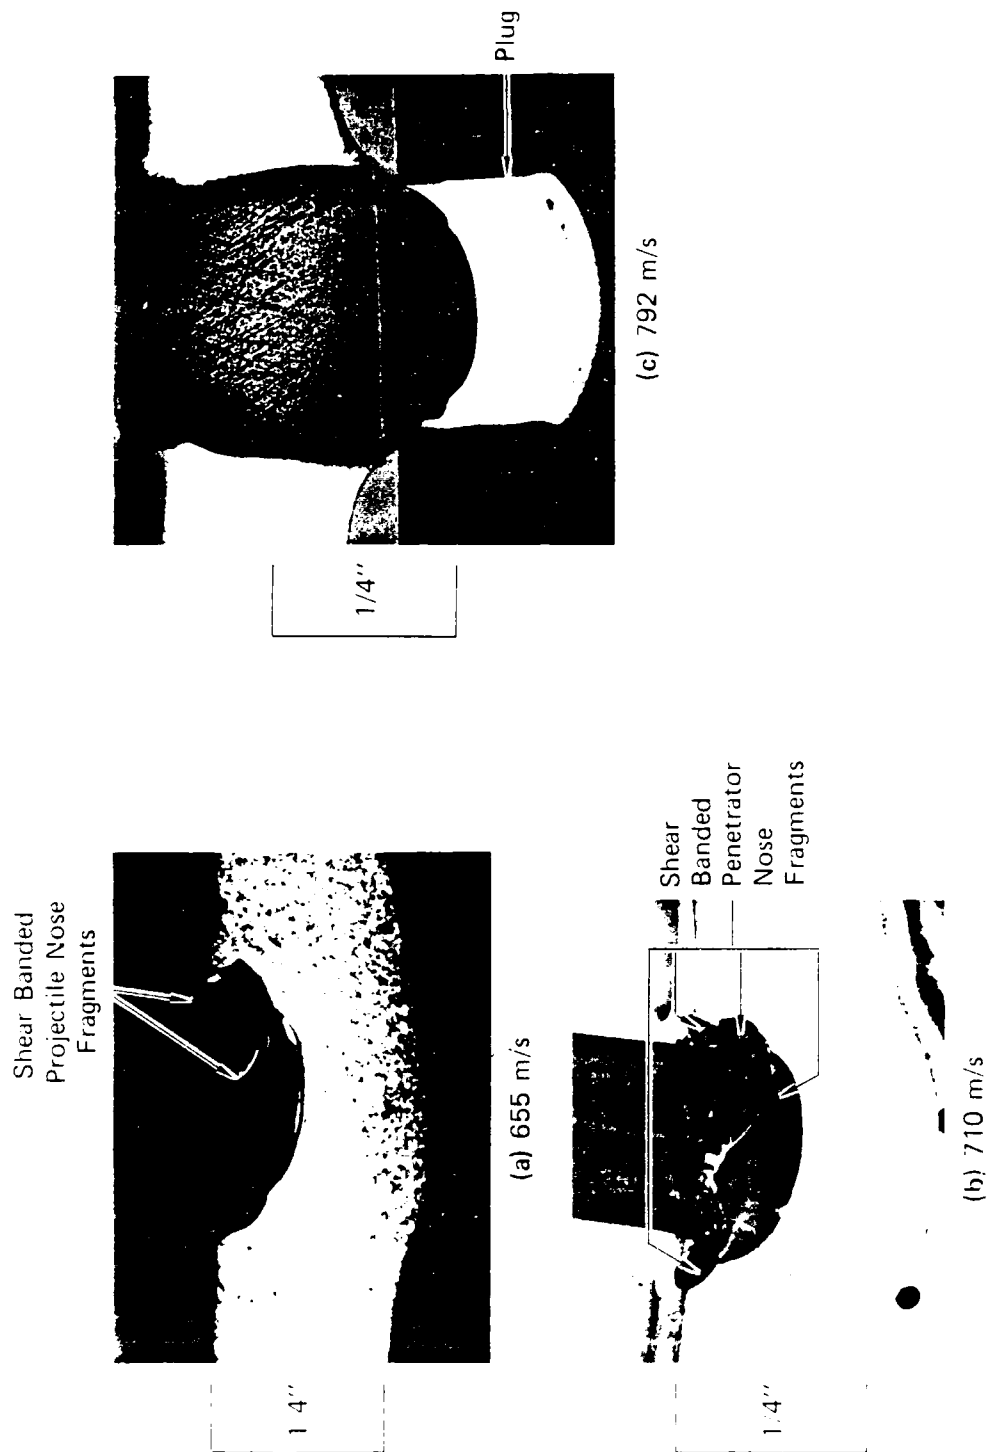 Shear Banded
Projectile Nose
Fragments
1 4"
(a) 655 m/s
Shear
Banded
Penetrator
Nose
Fragments
1/4"
(b) 710 m/s
1/4"
Plug
(c) 792 m/s